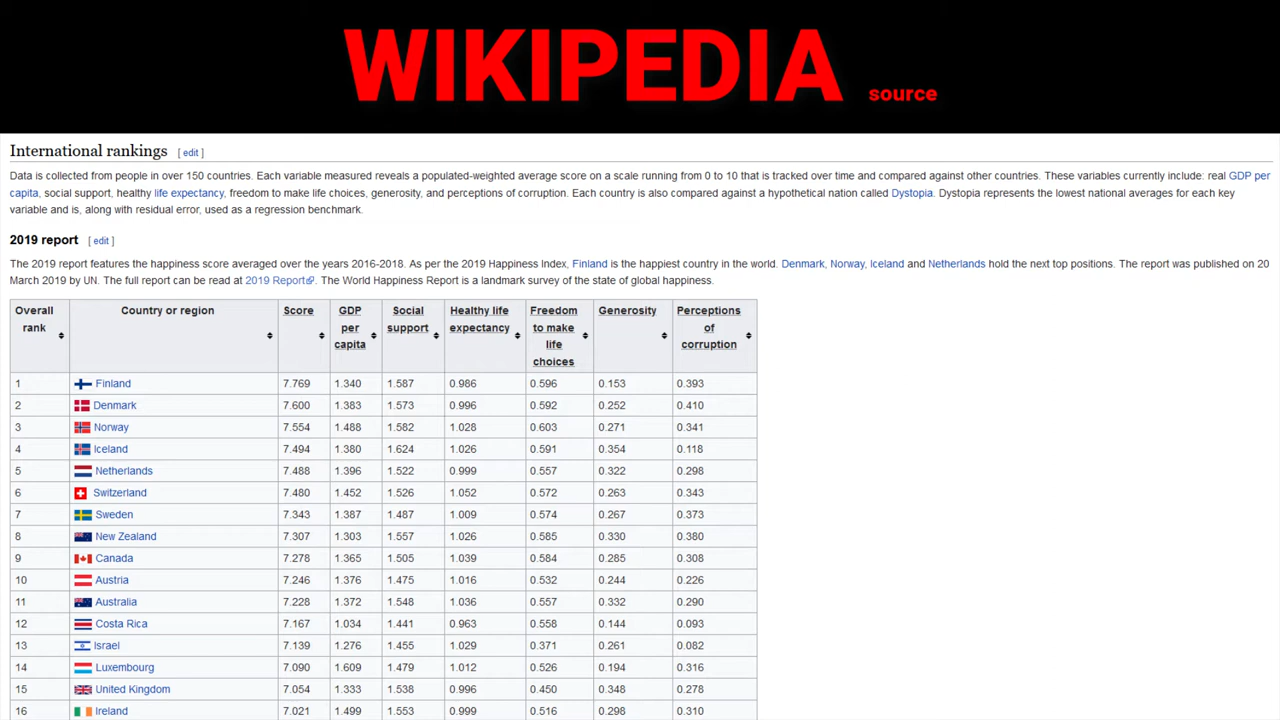 WIKIPEDIA source
International rankings [ edit ]
Data is collected from people in over 150 countries. Each variable measured reveals a populated-weighted average score on a scale running from 0 to 10 that is tracked over time and compared against other countries. These variables currently include: real GDP per
capita, social support, healthy life expectancy, freedom to make life choices, generosity, and perceptions of corruption. Each country is also compared against a hypothetical nation called Dystopia. Dystopia represents the lowest national averages for each key
variable and is, along with residual error, used as a regression benchmark.
2019 report [ edit ]
The 2019 report features the happiness score averaged over the years 2016-2018. As per the 2019 Happiness Index, Finland is the happiest country in the world. Denmark, Norway, Iceland and Netherlands hold the next top positions. The report was published on 20
March 2019 by UN. The full report can be read at 2019 Report. The World Happiness Report is a landmark survey of the state of global happiness.
Overall rank Country or region Score GDP per capita Social support Healthy life expectancy Freedom to make life choices Generosity Perceptions of corruption
1 Finland 7.769 1.340 1.587 0.986 0.596 0.153 0.393
2 Denmark 7.600 1.383 1.573 0.996 0.592 0.252 0.410
3 Norway 7.554 1.488 1.582 1.028 0.603 0.271 0.341
4 Iceland 7.494 1.380 1.624 1.026 0.591 0.354 0.118
5 Netherlands 7.488 1.396 1.522 0.999 0.557 0.322 0.298
6 Switzerland 7.480 1.452 1.526 1.052 0.572 0.263 0.343
7 Sweden 7.343 1.387 1.487 1.009 0.574 0.267 0.373
8 New Zealand 7.307 1.303 1.557 1.026 0.585 0.330 0.380
9 Canada 7.278 1.365 1.505 1.039 0.584 0.285 0.308
10 Austria 7.246 1.376 1.475 1.016 0.532 0.244 0.226
11 Australia 7.228 1.372 1.548 1.036 0.557 0.332 0.290
12 Costa Rica 7.167 1.034 1.441 0.963 0.558 0.144 0.093
13 Israel 7.139 1.276 1.455 1.029 0.371 0.261 0.082
14 Luxembourg 7.090 1.609 1.479 1.012 0.526 0.194 0.316
15 United Kingdom 7.054 1.333 1.538 0.996 0.450 0.348 0.278
16 Ireland 7.021 1.499 1.553 0.999 0.516 0.298 0.310